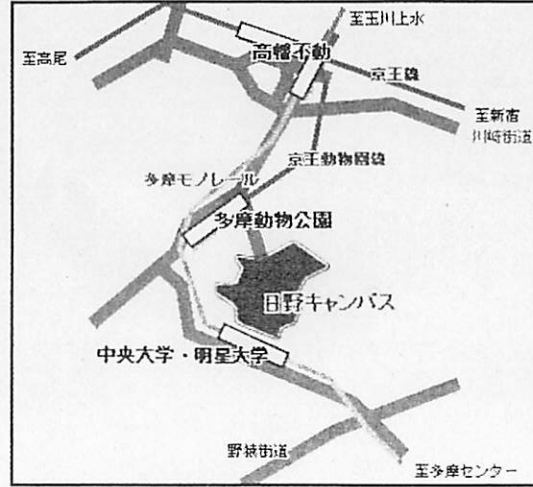 至玉川上水
高幡不動
至高尾
京王線
至新宿
川崎街道
京王動物園線
多摩モノレール
多摩動物公園
日野キャンパス
中央大学・明星大学
野猿街道
至多摩センター